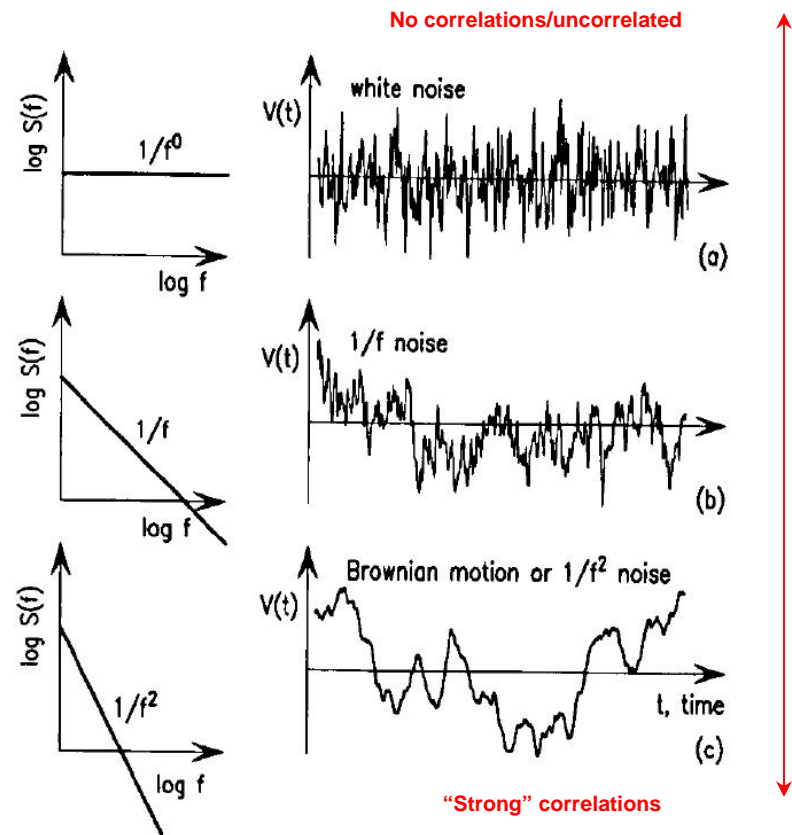 No correlations/uncorrelated
log S(f)
1/f⁰
log f
V(t)
white noise
(a)
log S(f)
1/f
log f
V(t)
1/f noise
(b)
log S(f)
1/f²
log f
V(t)
Brownian motion or 1/f² noise
t, time
(c)
“Strong” correlations